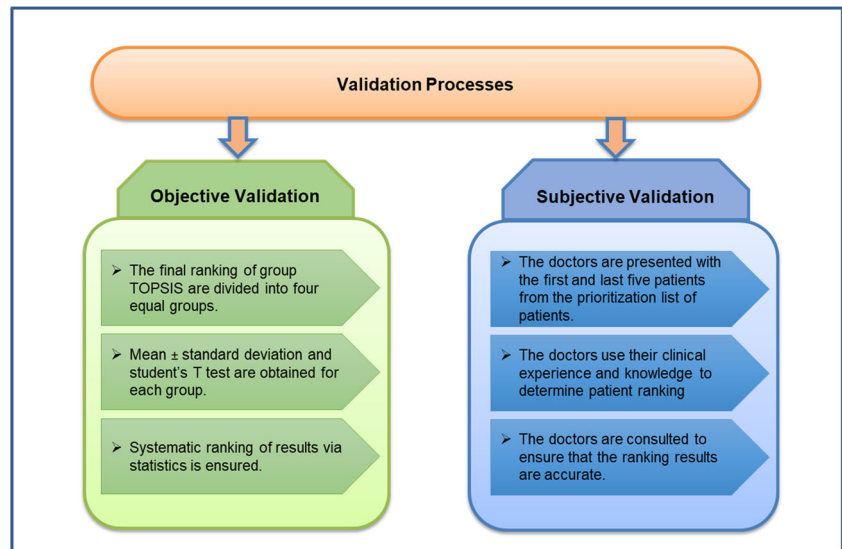 Validation Processes
Objective Validation
➢ The final ranking of group
TOPSIS are divided into four
equal groups.
➢ Mean ± standard deviation and
student's T test are obtained for
each group.
➢ Systematic ranking of results via
statistics is ensured.
Subjective Validation
➢ The doctors are presented with
the first and last five patients
from the prioritization list of
patients.
➢ The doctors use their clinical
experience and knowledge to
determine patient ranking
➢ The doctors are consulted to
ensure that the ranking results
are accurate.